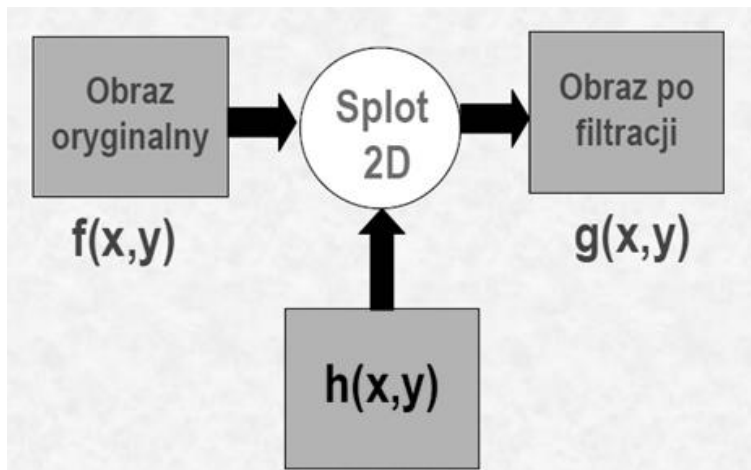 Obraz
oryginalny
f(x,y)
Splot
2D
Obraz po
filtracji
g(x,y)
h(x,y)